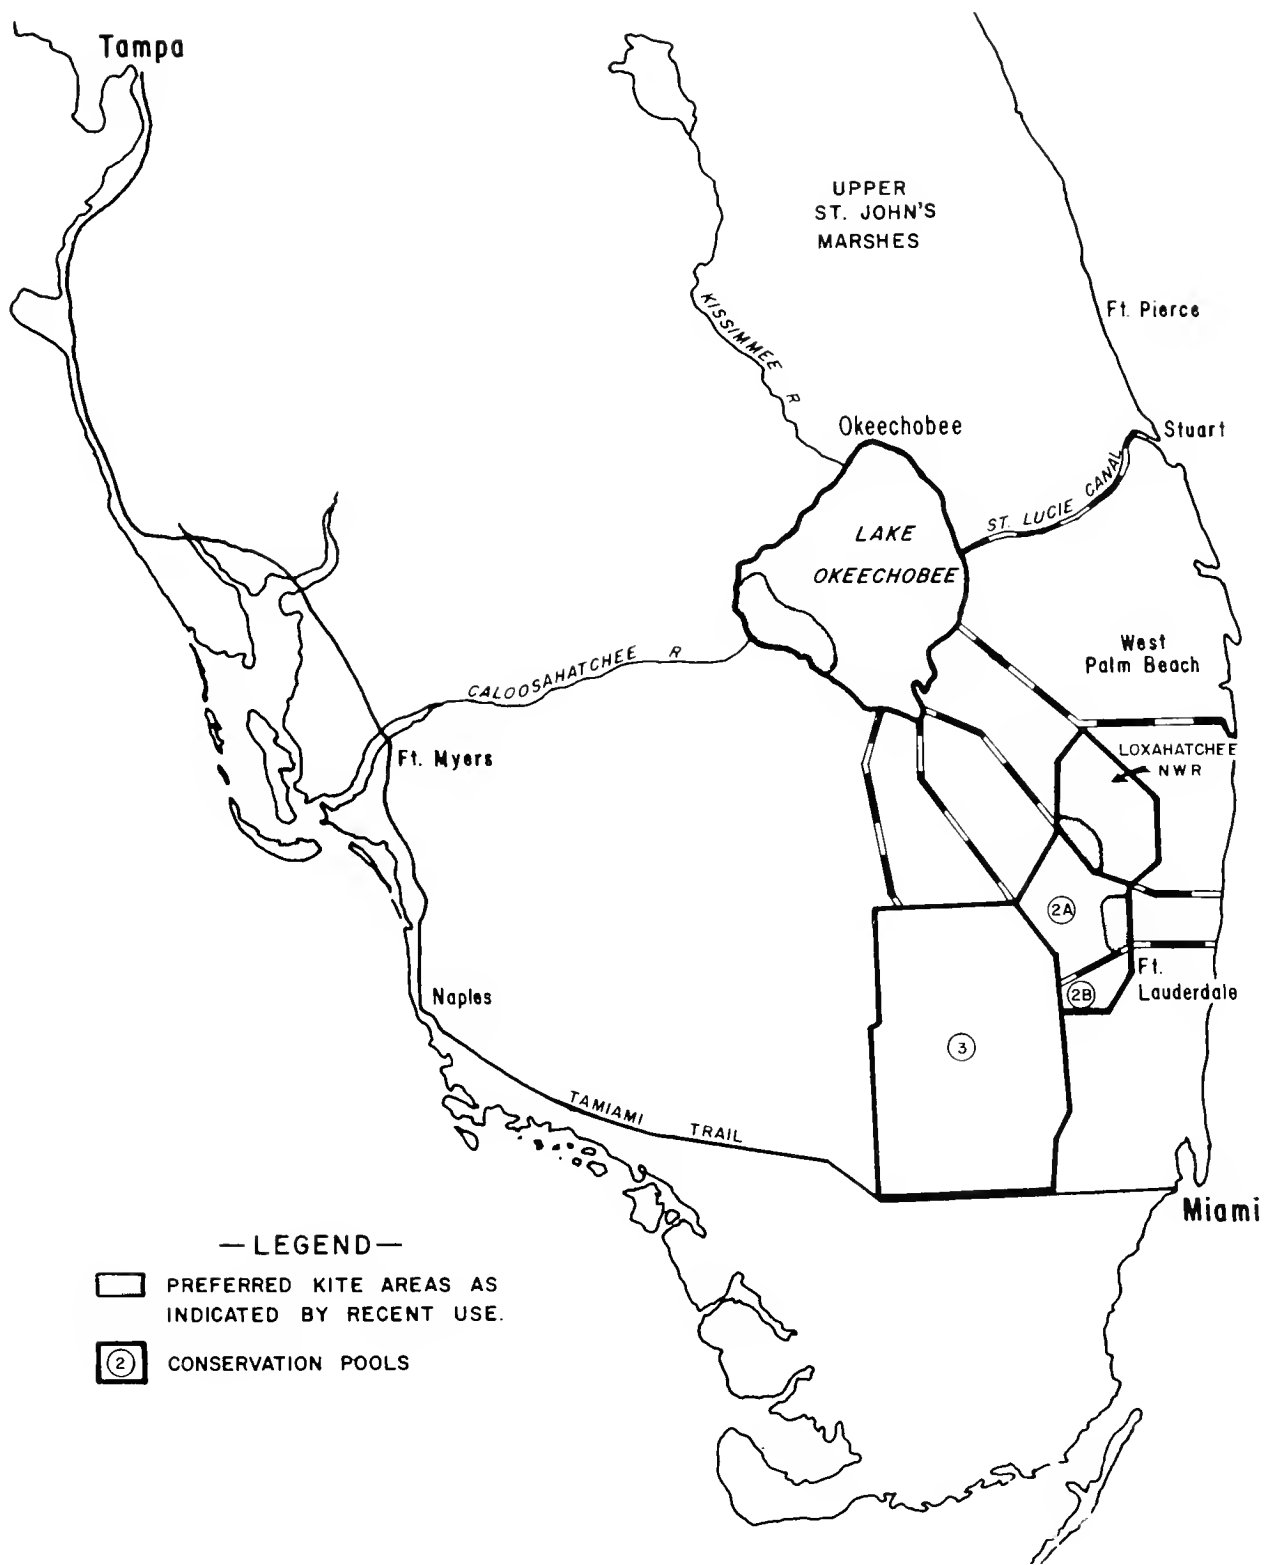 Tampa
UPPER
ST. JOHN'S
MARSHES
KISSIMMEE R
Ft. Pierce
Okeechobee
Stuart
ST. LUCIE CANAL
LAKE
OKEECHOBEE
West
Palm Beach
CALOOSAHATCHEE R
Ft. Myers
LOXAHATCHEE
NWR
2A
Ft.
Lauderdale
2B
Naples
3
TAMIAMI TRAIL
Miami
—LEGEND—
PREFERRED KITE AREAS AS
INDICATED BY RECENT USE.
2 CONSERVATION POOLS